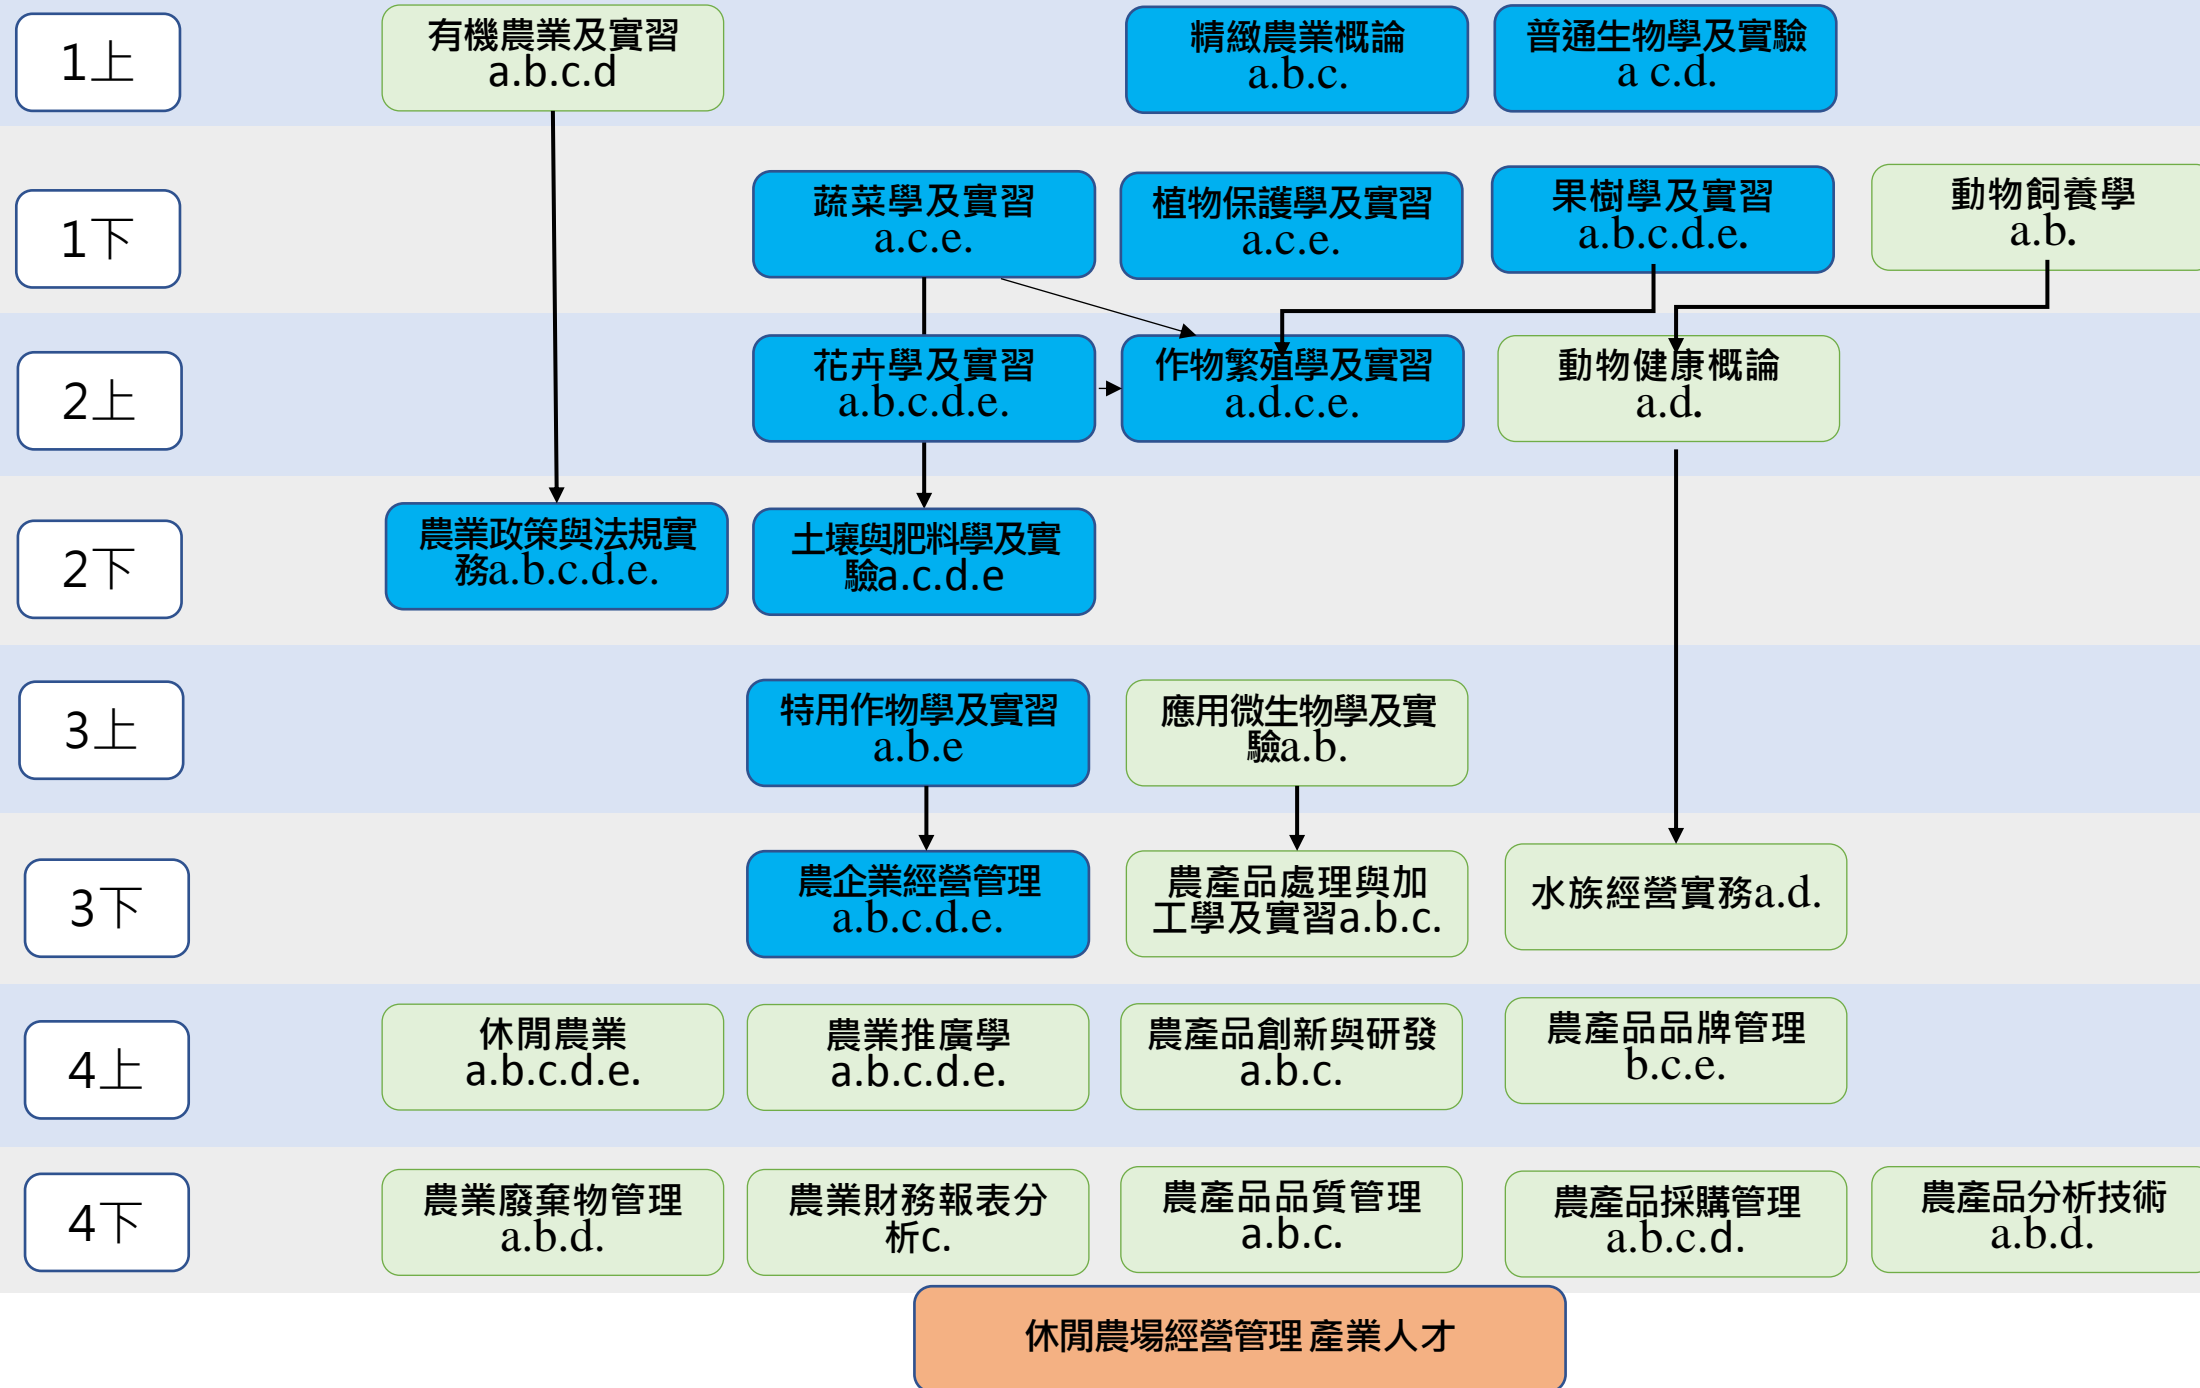 1上
有機農業及實習
a.b.c.d
精緻農業概論
a.b.c.
普通生物學及實驗
a c.d.
1下
蔬菜學及實習
a.c.e.
植物保護學及實習
a.c.e.
果樹學及實習
a.b.c.d.e.
動物飼養學
a.b.
2上
花卉學及實習
a.b.c.d.e.
作物繁殖學及實習
a.d.c.e.
動物健康概論
a.d.
2下
農業政策與法規實
務a.b.c.d.e.
土壤與肥料學及實
驗a.c.d.e
3上
特用作物學及實習
a.b.e
應用微生物學及實
驗a.b.
3下
農企業經營管理
a.b.c.d.e.
農產品處理與加
工學及實習a.b.c.
水族經營實務a.d.
4上
休閒農業
a.b.c.d.e.
農業推廣學
a.b.c.d.e.
農產品創新與研發
a.b.c.
農產品品牌管理
b.c.e.
4下
農業廢棄物管理
a.b.d.
農業財務報表分
析c.
農產品品質管理
a.b.c.
農產品採購管理
a.b.c.d.
農產品分析技術
a.b.d.
休閒農場經營管理 產業人才